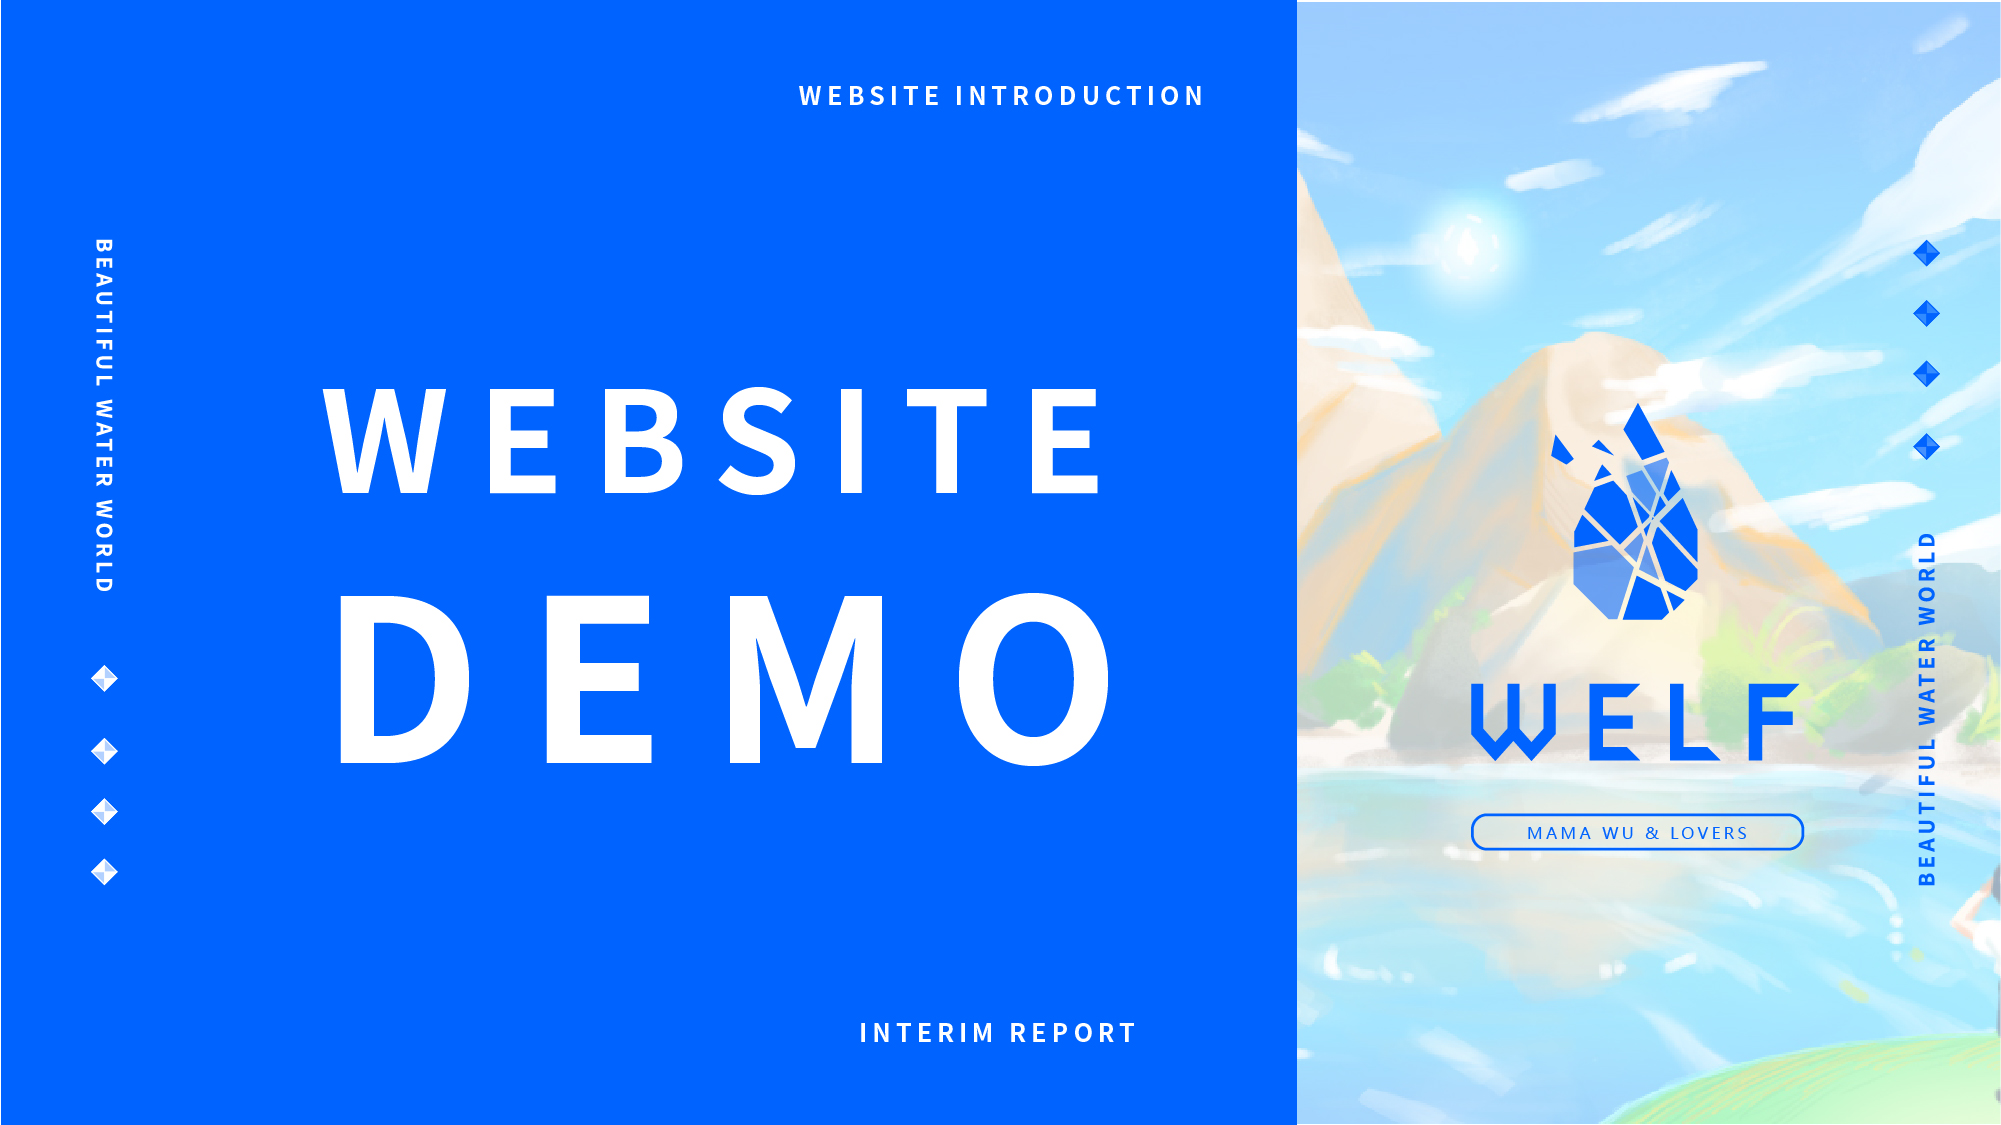 WEBSITE INTRODUCTION
BEAUTIFUL WATER WORLD
WEBSITE
DEMO
INTERIM REPORT
WELF
MAMA WU & LOVERS
BEAUTIFUL WATER WORLD